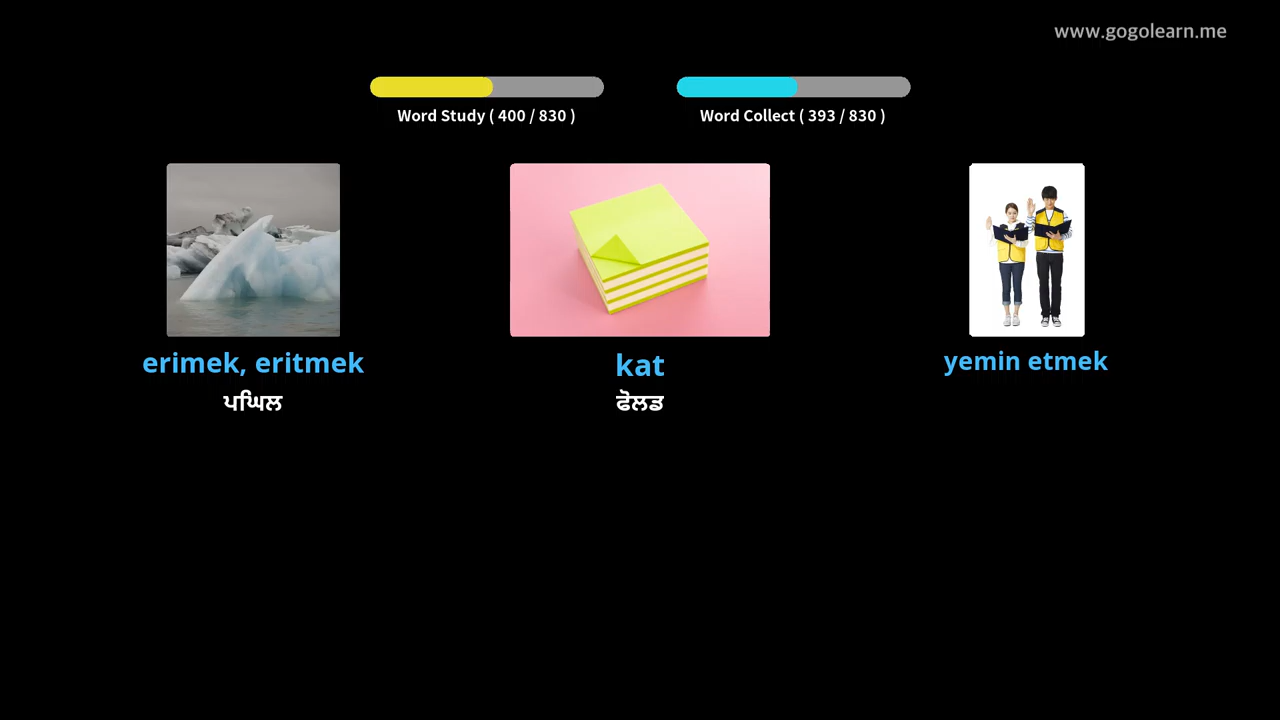 www.gogolearn.me
Word Study ( 400 / 830 )
Word Collect ( 393 / 830 )
erimek, eritmek
ਪਘਿਲ
kat
ਫੋਲਡ
yemin etmek